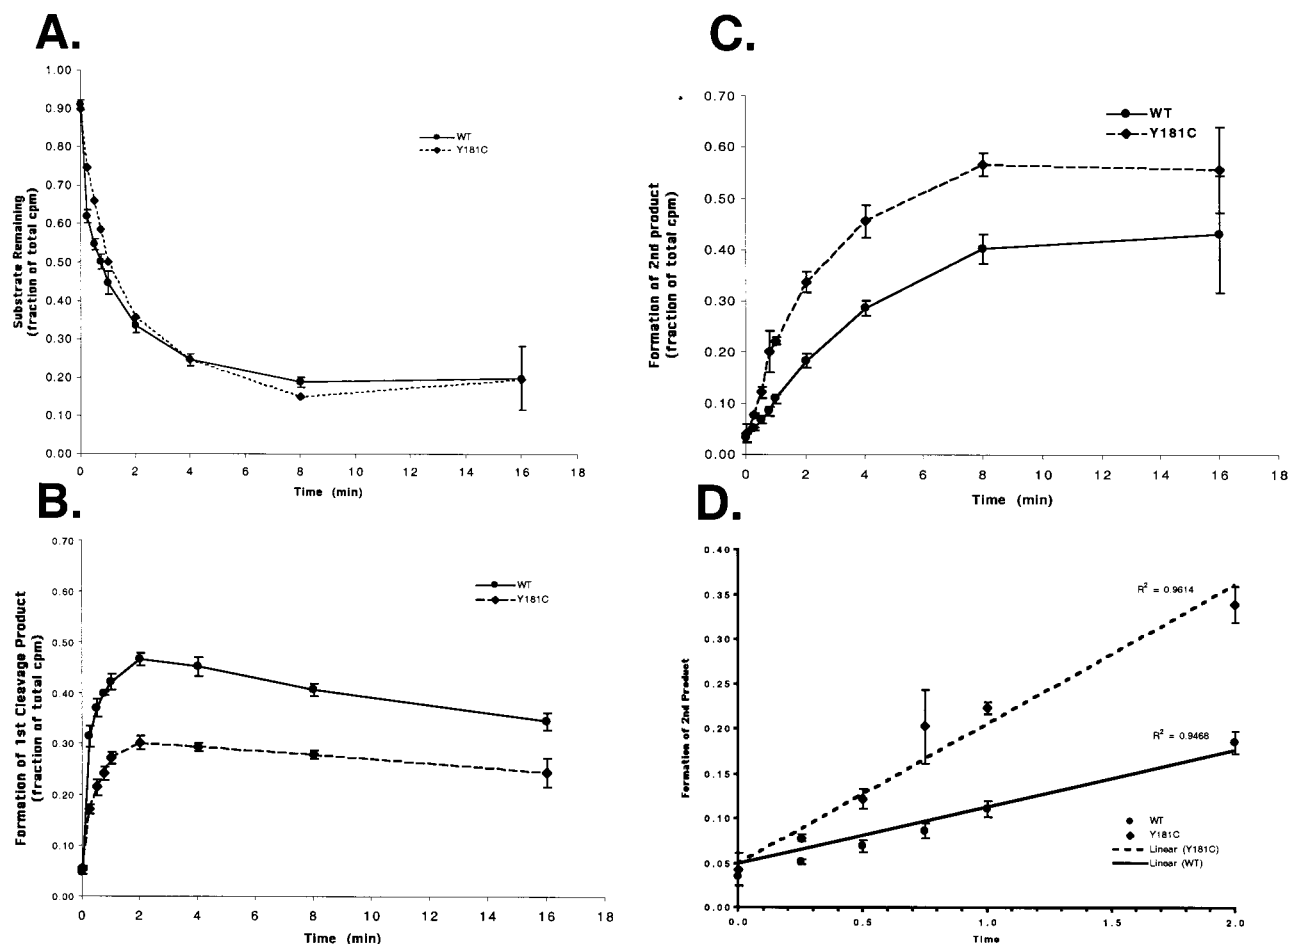 A.
1.00
0.90
0.80
0.70
0.60
0.50
0.40
0.30
0.20
0.10
0.00
Substrate Remaining
(fraction of total cpm)
WT
Y181C
0 2 4 6 8 10 12 14 16 18
Time (min)
B.
0.70
0.60
0.50
0.40
0.30
0.20
0.10
0.00
Formation of 1st Cleavage Product
(fraction of total cpm)
WT
Y181C
0 2 4 6 8 10 12 14 16 18
Time (min)
C.
0.70
0.60
0.50
0.40
0.30
0.20
0.10
0.00
Formation of 2nd product
(fraction of total cpm)
WT
Y181C
0 2 4 6 8 10 12 14 16 18
Time (min)
D.
0.40
0.35
0.30
0.25
0.20
0.15
0.10
0.05
0.00
Formation of 2nd Product
R² = 0.9614
R² = 0.9468
WT
Y181C
Linear (Y181C)
Linear (WT)
0.0 0.5 1.0 1.5 2.0
Time